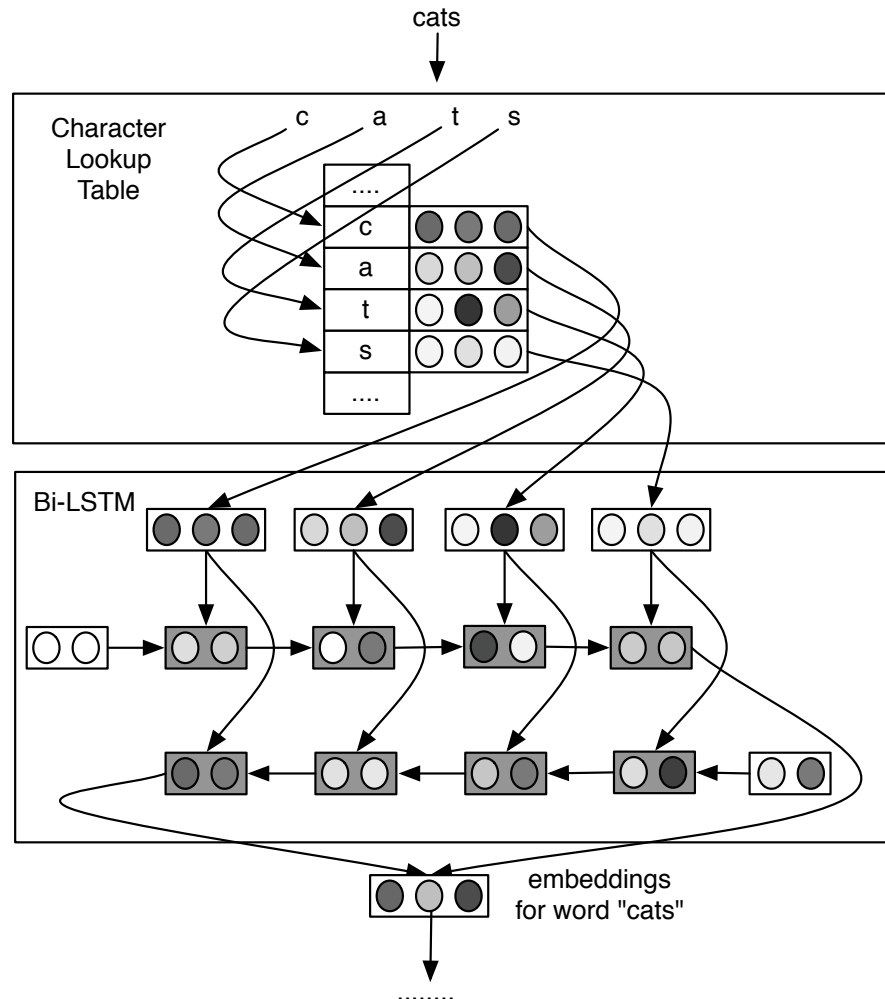 cats
c a t s
Character
Lookup
Table
....
c
a
t
s
....
Bi-LSTM
embeddings
for word "cats"
........